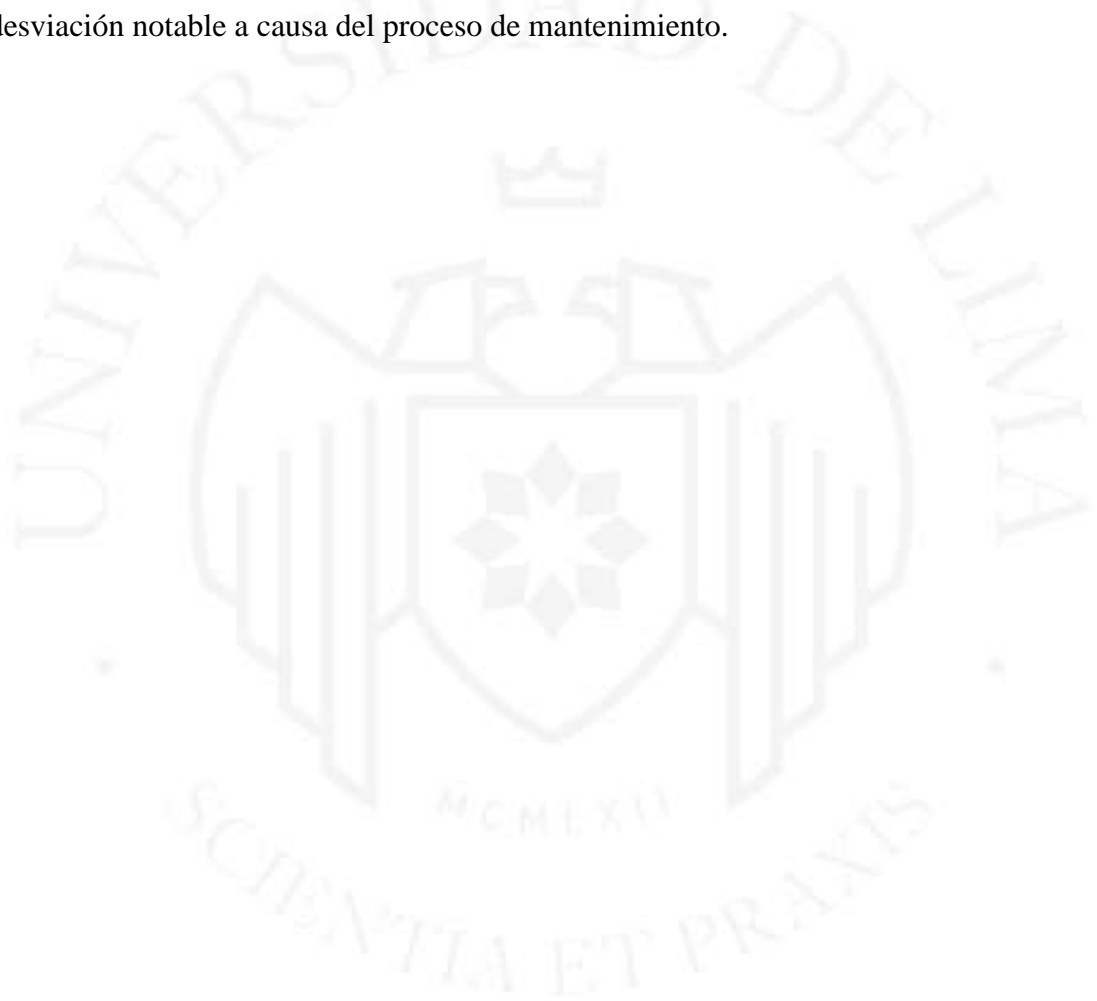 desviación notable a causa del proceso de mantenimiento.
UNIVERSIDAD DE LIMA
MCMLXII
SCIENTIA ET PRAXIS